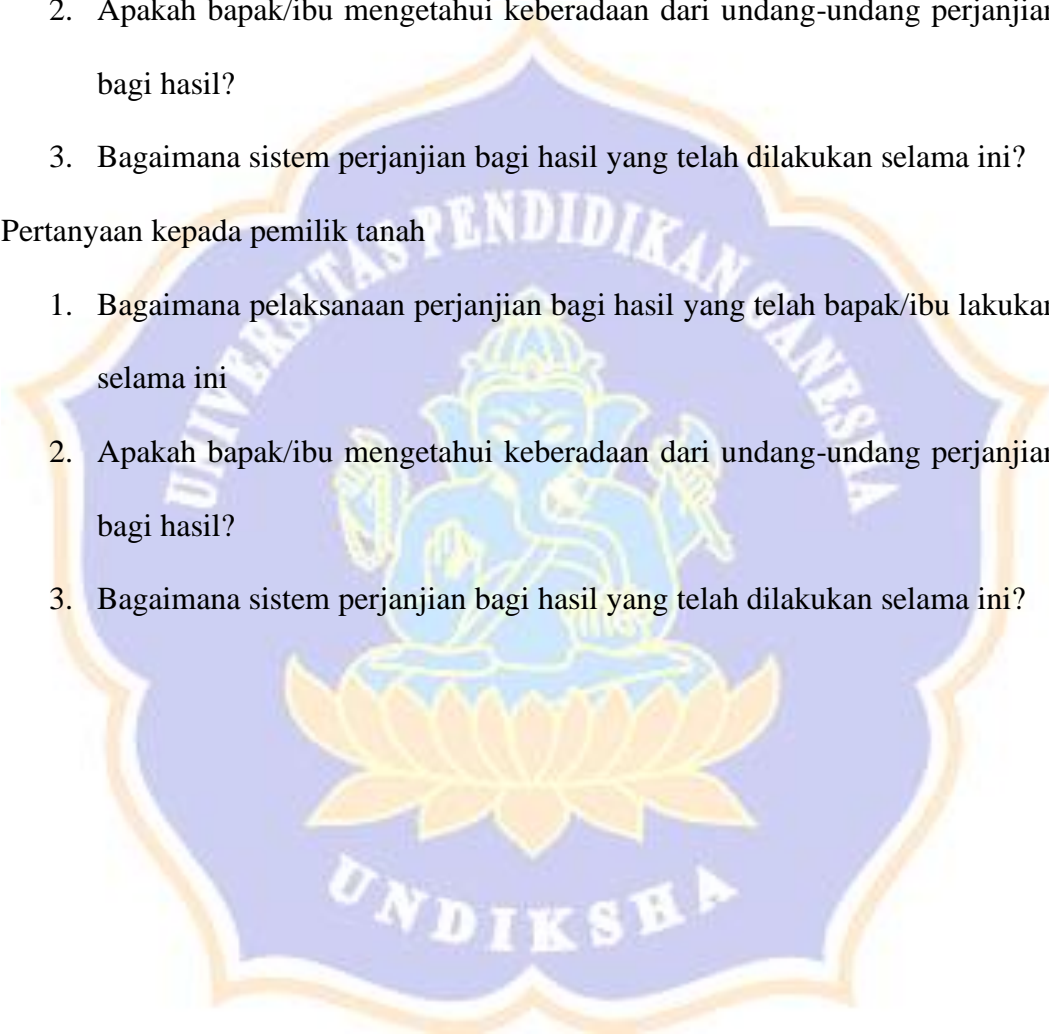 2. Apakah bapak/ibu mengetahui keberadaan dari undang-undang perjanjian
bagi hasil?
3. Bagaimana sistem perjanjian bagi hasil yang telah dilakukan selama ini?
Pertanyaan kepada pemilik tanah
1. Bagaimana pelaksanaan perjanjian bagi hasil yang telah bapak/ibu lakukan
selama ini
2. Apakah bapak/ibu mengetahui keberadaan dari undang-undang perjanjian
bagi hasil?
3. Bagaimana sistem perjanjian bagi hasil yang telah dilakukan selama ini?
UNIVERSITAS PENDIDIKAN GANESHA
UNDIKSHA